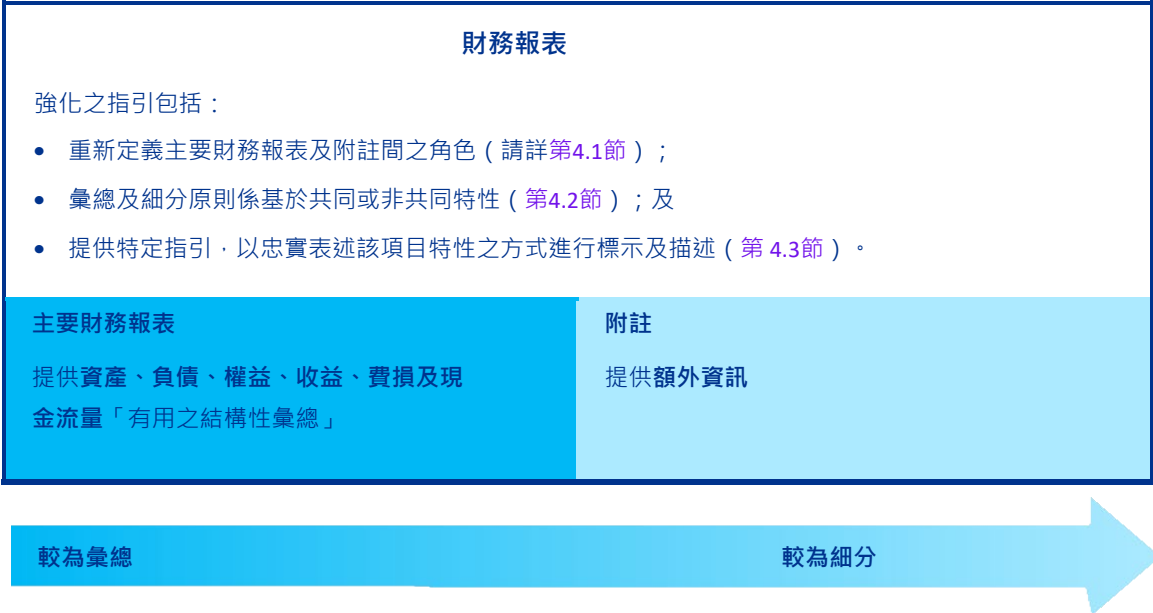 財務報表
強化之指引包括：
• 重新定義主要財務報表及附註間之角色（請詳第4.1節）；
• 彙總及細分原則係基於共同或非共同特性（第4.2節）；及
• 提供特定指引，以忠實表述該項目特性之方式進行標示及描述（第 4.3節）。
主要財務報表
提供資產、負債、權益、收益、費損及現
金流量「有用之結構性彙總」
附註
提供額外資訊
較為彙總
較為細分